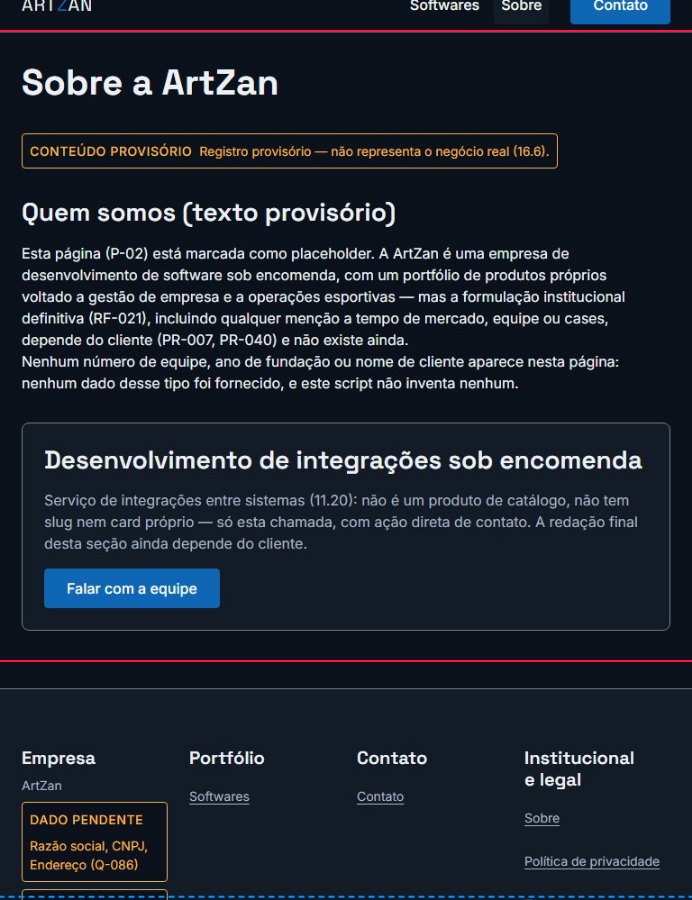 ARTZAN
Softwares Sobre Contato
Sobre a ArtZan
CONTEÚDO PROVISÓRIO Registro provisório — não representa o negócio real (16.6).
Quem somos (texto provisório)
Esta página (P-02) está marcada como placeholder. A ArtZan é uma empresa de
desenvolvimento de software sob encomenda, com um portfólio de produtos próprios
voltado a gestão de empresa e a operações esportivas — mas a formulação institucional
definitiva (RF-021), incluindo qualquer menção a tempo de mercado, equipe ou cases,
depende do cliente (PR-007, PR-040) e não existe ainda.
Nenhum número de equipe, ano de fundação ou nome de cliente aparece nesta página:
nenhum dado desse tipo foi fornecido, e este script não inventa nenhum.
Desenvolvimento de integrações sob encomenda
Serviço de integrações entre sistemas (11.20): não é um produto de catálogo, não tem
slug nem card próprio — só esta chamada, com ação direta de contato. A redação final
desta seção ainda depende do cliente.
Falar com a equipe
Empresa
ArtZan
DADO PENDENTE
Razão social, CNPJ,
Endereço (Q-086)
Portfólio
Softwares
Contato
Contato
Institucional
e legal
Sobre
Política de privacidade